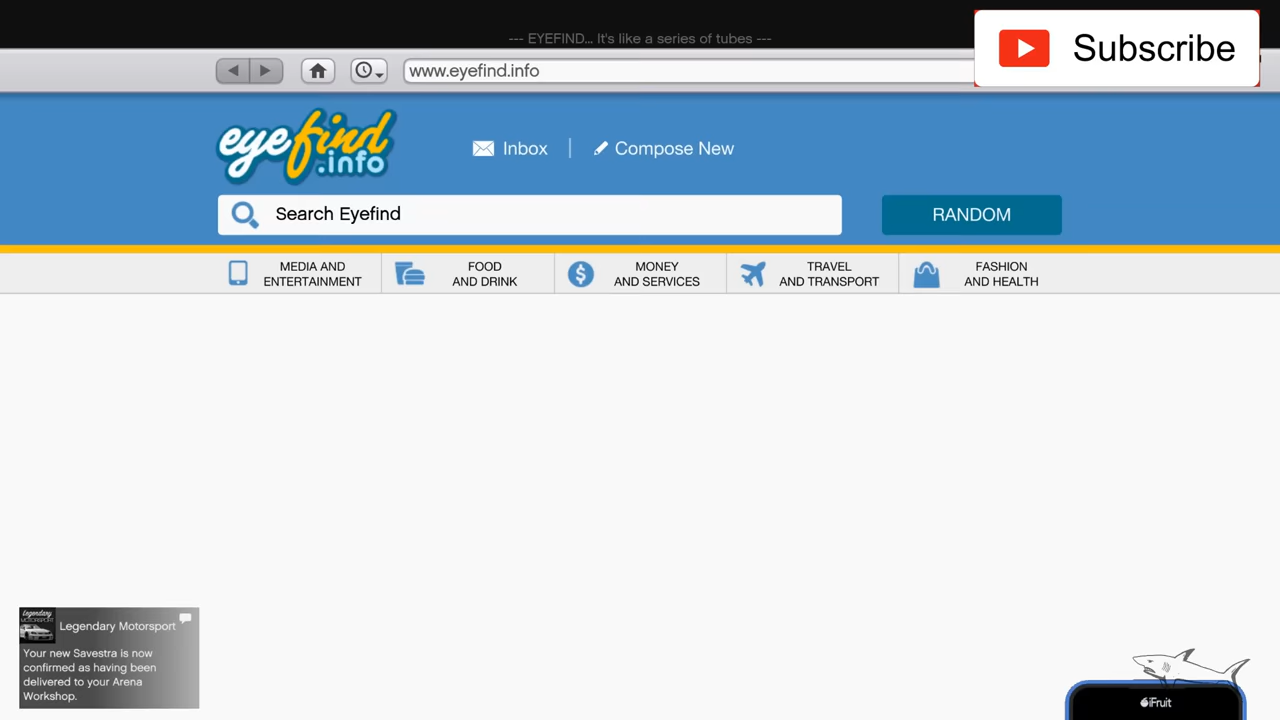 --- EYEFIND... It's like a series of tubes ---
Subscribe
www.eyefind.info
eyefind
.info
Inbox
Compose New
Search Eyefind
RANDOM
MEDIA AND
ENTERTAINMENT
FOOD
AND DRINK
MONEY
AND SERVICES
TRAVEL
AND TRANSPORT
FASHION
AND HEALTH
Legendary
MOTORSPORT
Legendary Motorsport
Your new Savestra is now
confirmed as having been
delivered to your Arena
Workshop.
iFruit